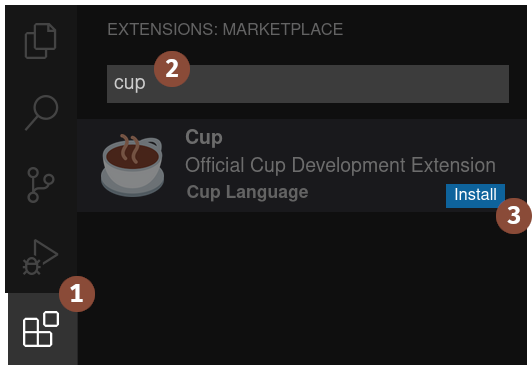 EXTENSIONS: MARKETPLACE
cup
2
Cup
Official Cup Development Extension
Cup Language
Install
3
1